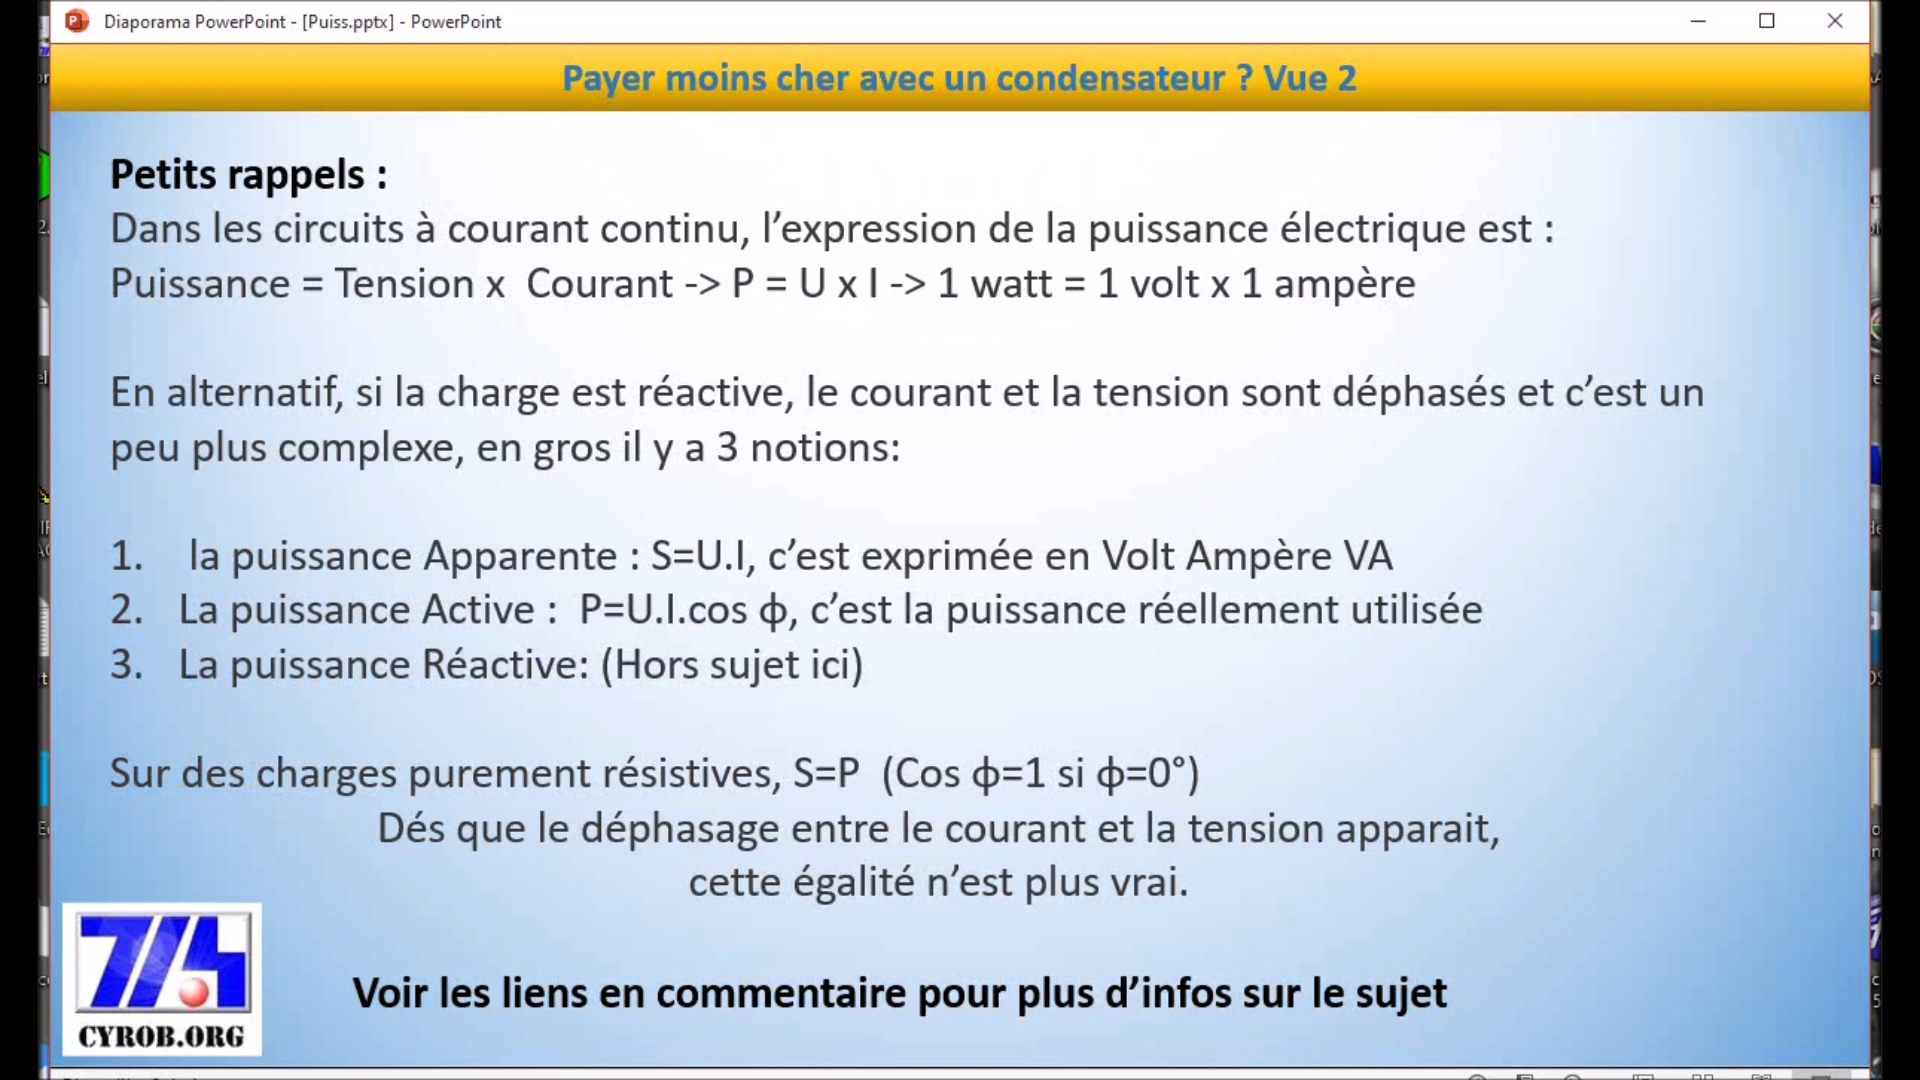 Diaporama PowerPoint - [Puiss.pptx] - PowerPoint
Payer moins cher avec un condensateur ? Vue 2
Petits rappels :
Dans les circuits à courant continu, l’expression de la puissance électrique est :
Puissance = Tension x  Courant -> P = U x I -> 1 watt = 1 volt x 1 ampère
En alternatif, si la charge est réactive, le courant et la tension sont déphasés et c’est un
peu plus complexe, en gros il y a 3 notions:
1. la puissance Apparente : S=U.I, c’est exprimée en Volt Ampère VA
2. La puissance Active :  P=U.I.cos ϕ, c’est la puissance réellement utilisée
3. La puissance Réactive: (Hors sujet ici)
Sur des charges purement résistives, S=P  (Cos ϕ=1 si ϕ=0°)
Dés que le déphasage entre le courant et la tension apparait,
cette égalité n’est plus vrai.
Voir les liens en commentaire pour plus d’infos sur le sujet
CYROB.ORG